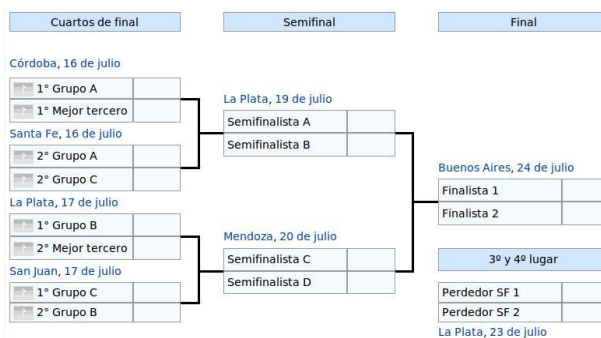 Cuartos de final
Semifinal
Final
Córdoba, 16 de julio
1° Grupo A
1° Mejor tercero
Santa Fe, 16 de julio
2° Grupo A
2° Grupo C
La Plata, 17 de julio
1° Grupo B
2° Mejor tercero
San Juan, 17 de julio
1° Grupo C
2° Grupo B
La Plata, 19 de julio
Semifinalista A
Semifinalista B
Mendoza, 20 de julio
Semifinalista C
Semifinalista D
Buenos Aires, 24 de julio
Finalista 1
Finalista 2
3º y 4º lugar
Perdedor SF 1
Perdedor SF 2
La Plata, 23 de julio